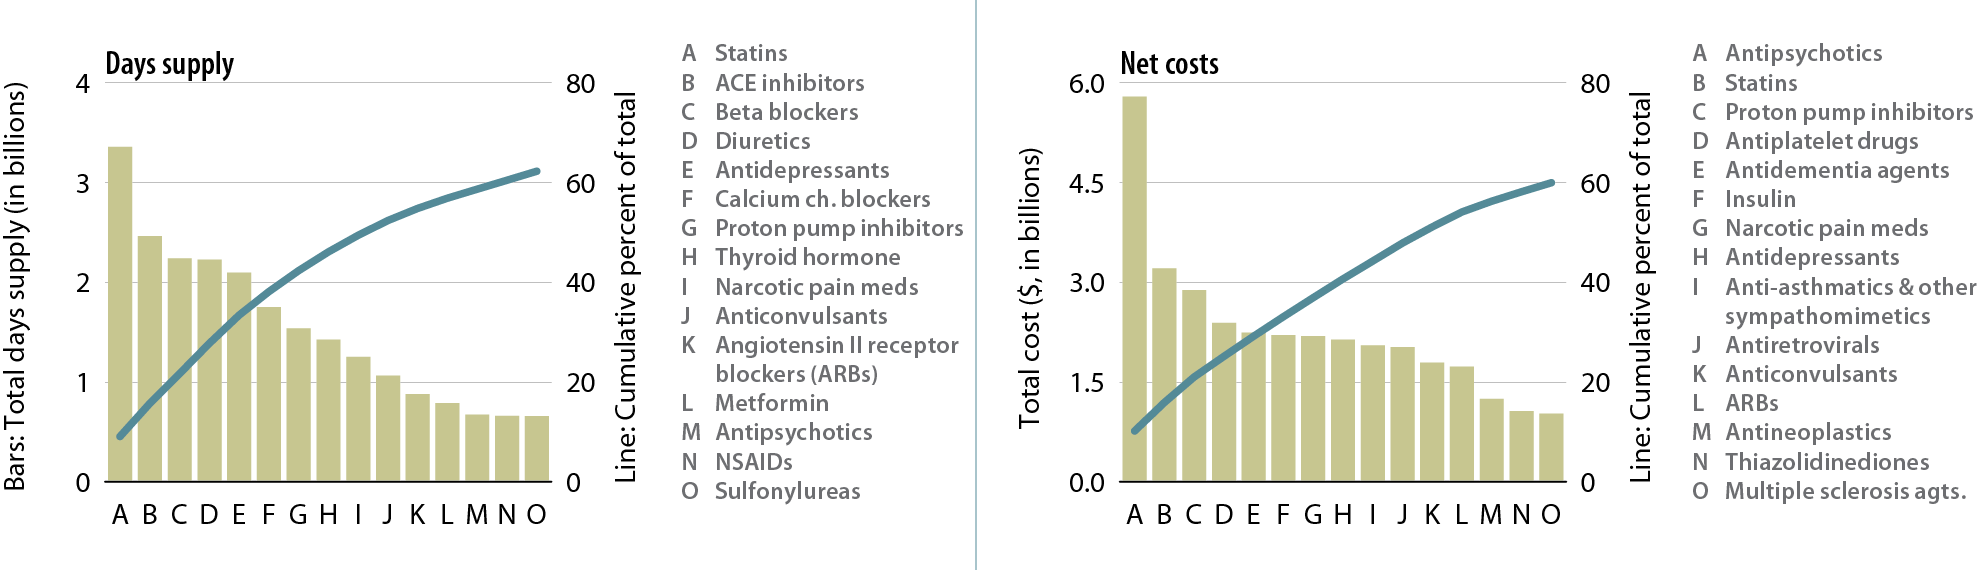 Days supply
Bars: Total days supply (in billions)
4
3
2
1
0
80
60
40
20
0
Line: Cumulative percent of total
A B C D E F G H I J K L M N O
A Statins
B ACE inhibitors
C Beta blockers
D Diuretics
E Antidepressants
F Calcium ch. blockers
G Proton pump inhibitors
H Thyroid hormone
I Narcotic pain meds
J Anticonvulsants
K Angiotensin II receptor
blockers (ARBs)
L Metformin
M Antipsychotics
N NSAIDs
O Sulfonylureas
Net costs
Total cost ($, in billions)
6.0
4.5
3.0
1.5
0.0
80
60
40
20
0
Line: Cumulative percent of total
A B C D E F G H I J K L M N O
A Antipsychotics
B Statins
C Proton pump inhibitors
D Antiplatelet drugs
E Antidementia agents
F Insulin
G Narcotic pain meds
H Antidepressants
I Anti-asthmatics & other
sympathomimetics
J Antiretrovirals
K Anticonvulsants
L ARBs
M Antineoplastics
N Thiazolidinediones
O Multiple sclerosis agts.